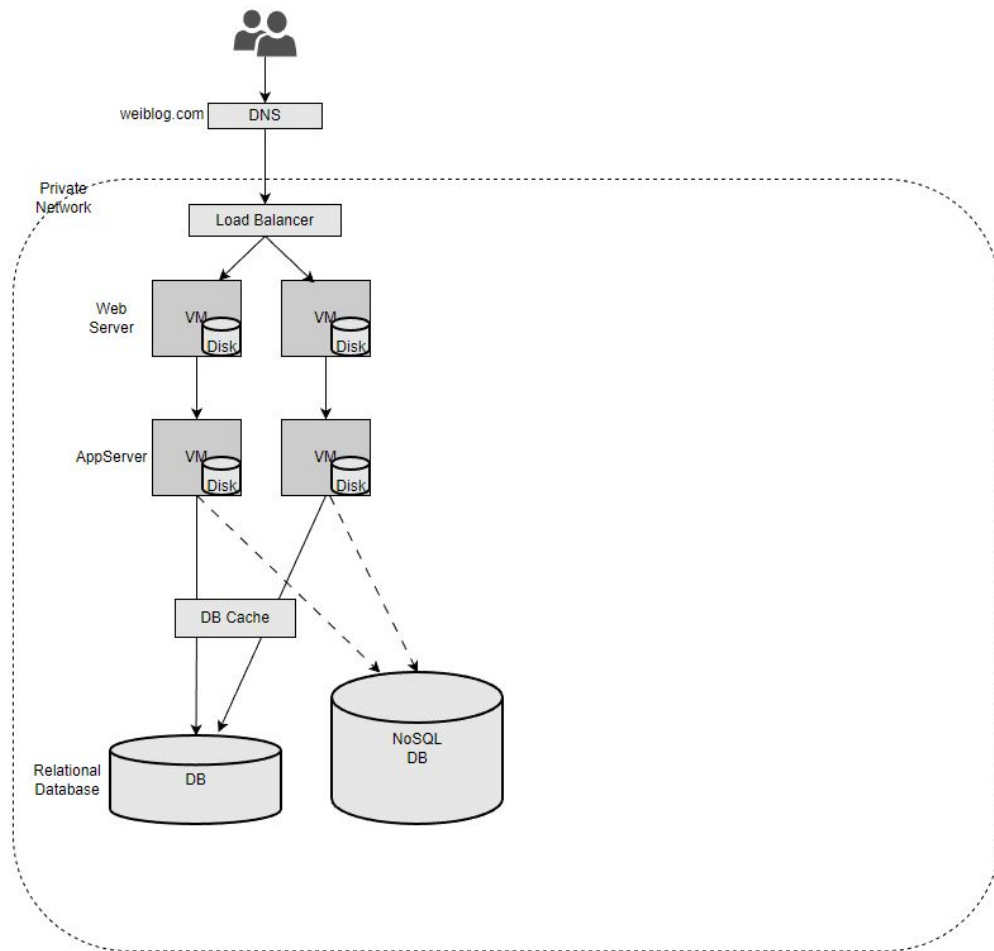 weiblog.com
DNS
Private
Network
Load Balancer
Web
Server
VM
Disk
VM
Disk
AppServer
VM
Disk
VM
Disk
DB Cache
NoSQL
DB
Relational
Database
DB